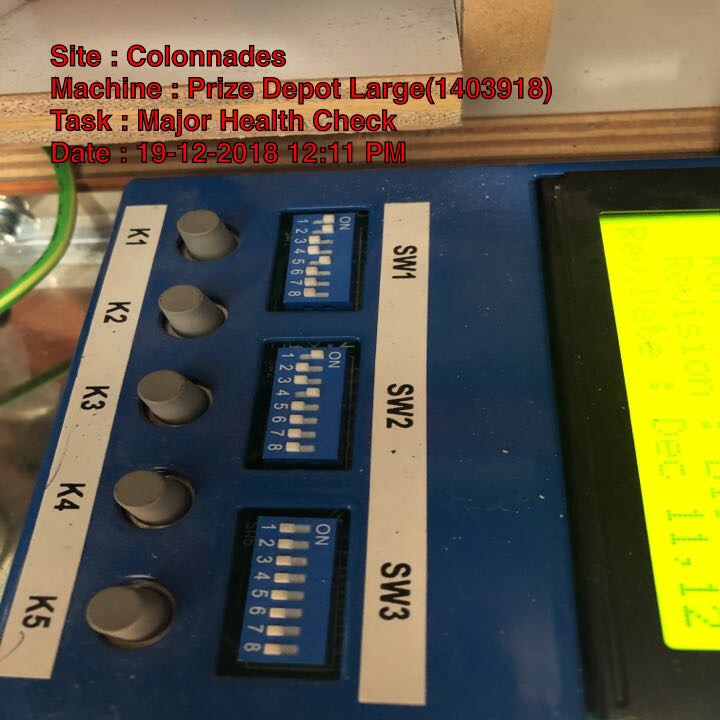 Site : Colonnades
Machine : Prize Depot Large(1403918)
Task : Major Health Check
Date : 19-12-2018 12:11 PM
K1
K2
K3
K4
K5
ON
1 2 3 4 5 6 7 8
SW1
ON
1 2 3 4 5 6 7 8
SW2
ON
1 2 3 4 5 6 7 8
SW3
Revision :
Rev.Date : Dec 11,12